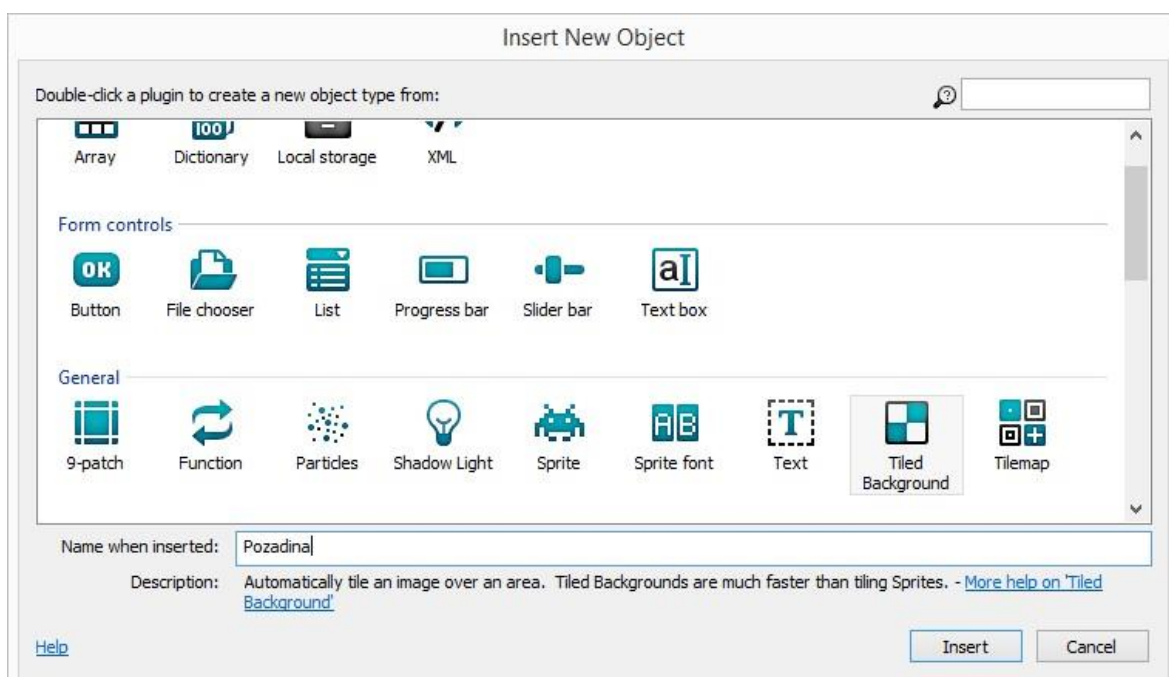 Insert New Object
Double-click a plugin to create a new object type from:
100
Array Dictionary Local storage XML
Form controls
OK aI
Button File chooser List Progress bar Slider bar Text box
General
AB T
9-patch Function Particles Shadow Light Sprite Sprite font Text Tiled Background Tilemap
Name when inserted: Pozadina
Description: Automatically tile an image over an area. Tiled Backgrounds are much faster than tiling Sprites. - More help on 'Tiled
Background'
Help Insert Cancel